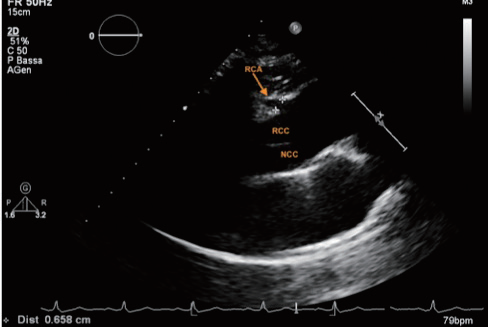 FR 50Hz
15cm
M3
2D
51%
C 50
P Bassa
AGen
0
P
RCA
RCC
NCC
G
P R
1.6 3.2
Dist 0.658 cm
79bpm